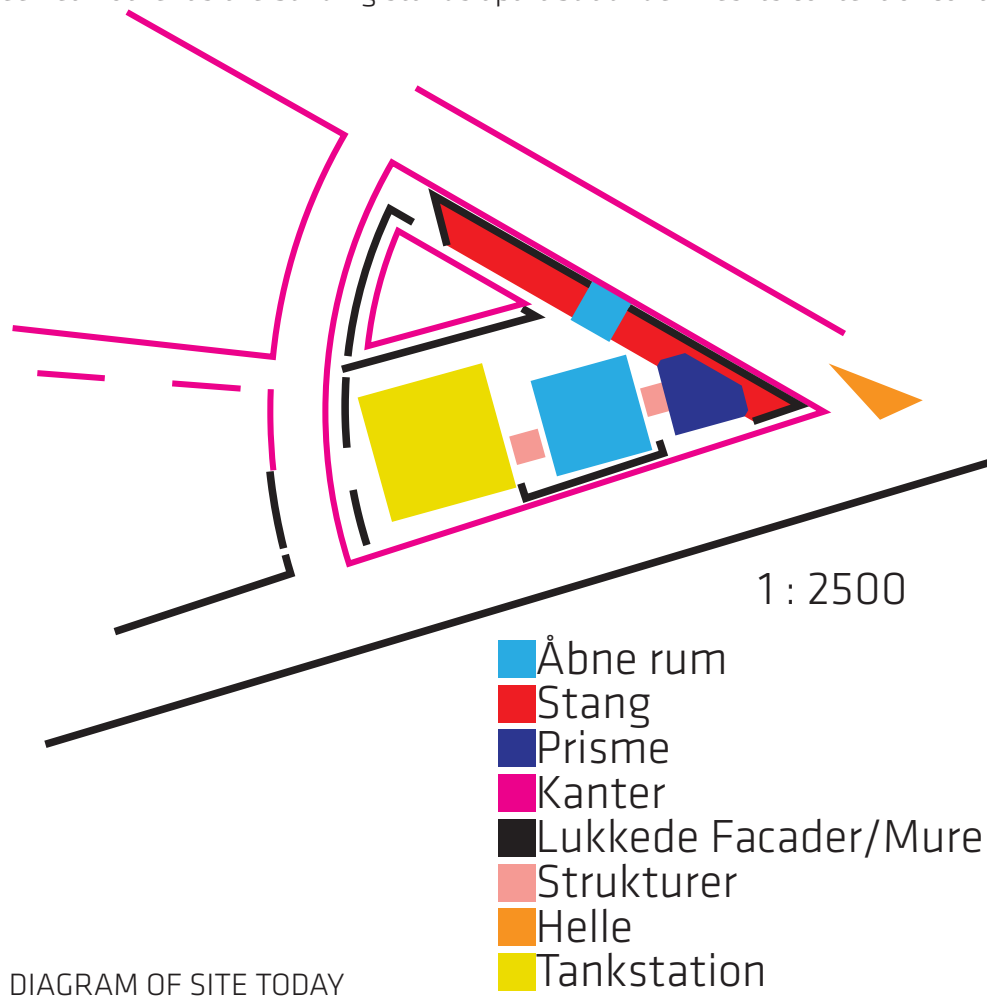 1 : 2500
Åbne rum
Stang
Prisme
Kanter
Lukkede Facader/Mure
Strukturer
Helle
Tankstation
DIAGRAM OF SITE TODAY